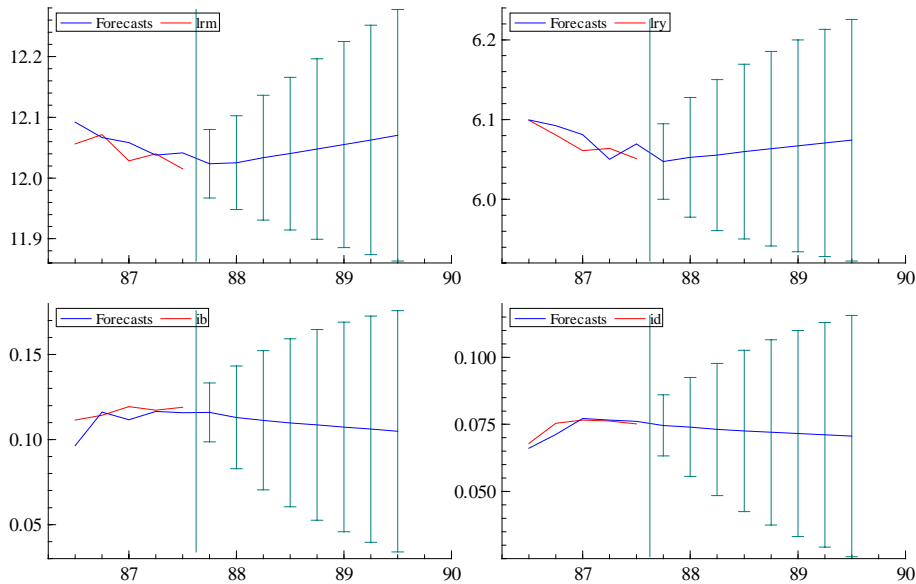 Forecasts lrm
12.2
12.1
12.0
11.9
87 88 89 90
Forecasts lry
6.2
6.1
6.0
87 88 89 90
Forecasts ib
0.15
0.10
0.05
87 88 89 90
Forecasts id
0.100
0.075
0.050
87 88 89 90